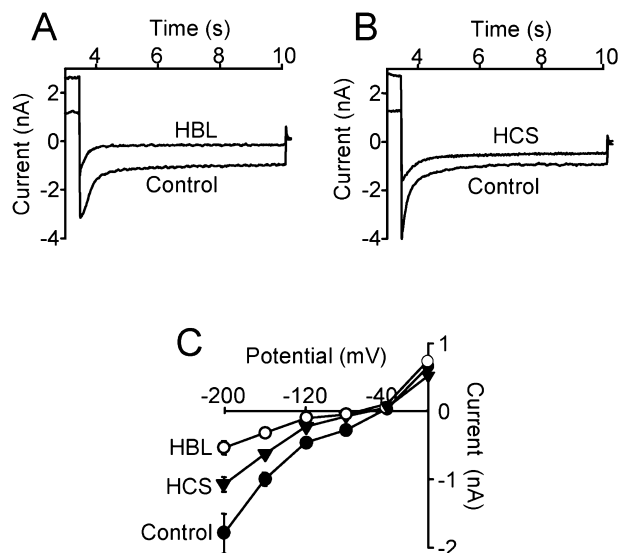 A
Time (s)
4 6 8 10
2
0
-2
-4
Current (nA)
HBL
Control
B
Time (s)
4 6 8 10
2
0
-2
-4
Current (nA)
HCS
Control
C
Potential (mV)
-200 -120 -40
1
0
-1
-2
Current (nA)
HBL
HCS
Control